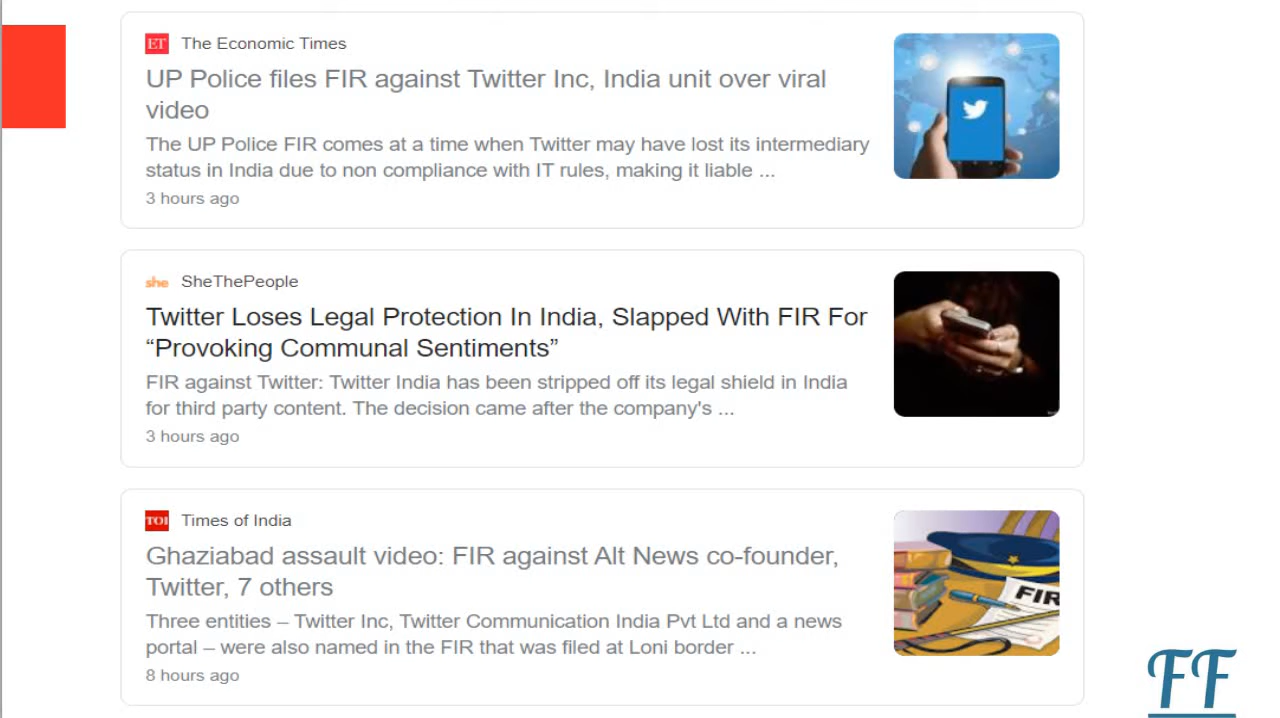 ET The Economic Times
UP Police files FIR against Twitter Inc, India unit over viral
video
The UP Police FIR comes at a time when Twitter may have lost its intermediary
status in India due to non compliance with IT rules, making it liable ...
3 hours ago
she SheThePeople
Twitter Loses Legal Protection In India, Slapped With FIR For
“Provoking Communal Sentiments”
FIR against Twitter: Twitter India has been stripped off its legal shield in India
for third party content. The decision came after the company's ...
3 hours ago
TOI Times of India
Ghaziabad assault video: FIR against Alt News co-founder,
Twitter, 7 others
Three entities – Twitter Inc, Twitter Communication India Pvt Ltd and a news
portal – were also named in the FIR that was filed at Loni border ...
8 hours ago
FIR
FF